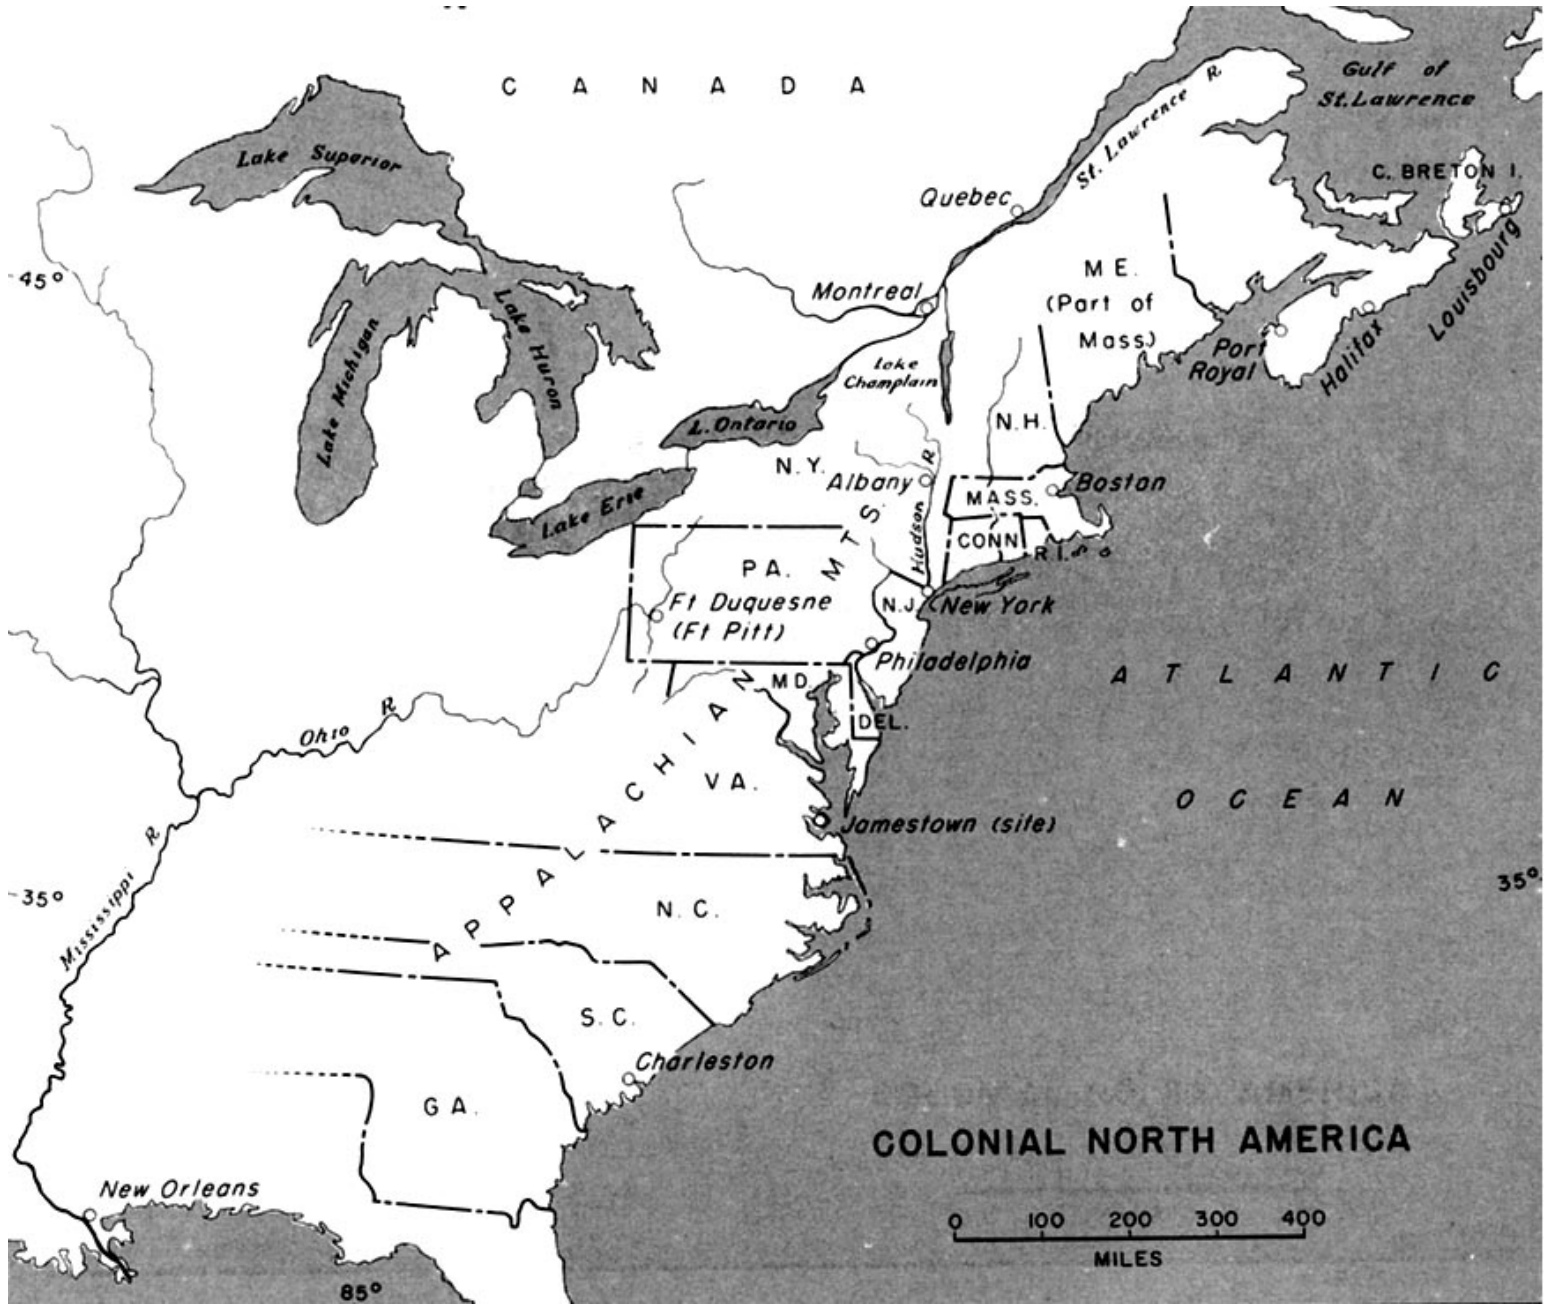 CANADA
Gulf of
St. Lawrence
St. Lawrence R
Lake Superior
C. BRETON I.
Quebec
45°
ME.
(Part of
Mass.)
Montreal
Lake Huron
Louisbourg
Lake Michigan
Lake
Champlain
Port
Royal
Halifax
L. Ontario
N.H.
N.Y.
Albany
Hudson R
Boston
MASS.
Lake Erie
CONN
R.I.
PA.
Ft Duquesne
(Ft Pitt)
N.J.
New York
Philadelphia
ATLANTIC
OCEAN
MD.
DEL.
Ohio R
APPALACHIAN MTS.
VA.
Jamestown (site)
Mississippi R
35°
35°
N.C.
S.C.
Charleston
GA.
COLONIAL NORTH AMERICA
New Orleans
0 100 200 300 400
MILES
85°